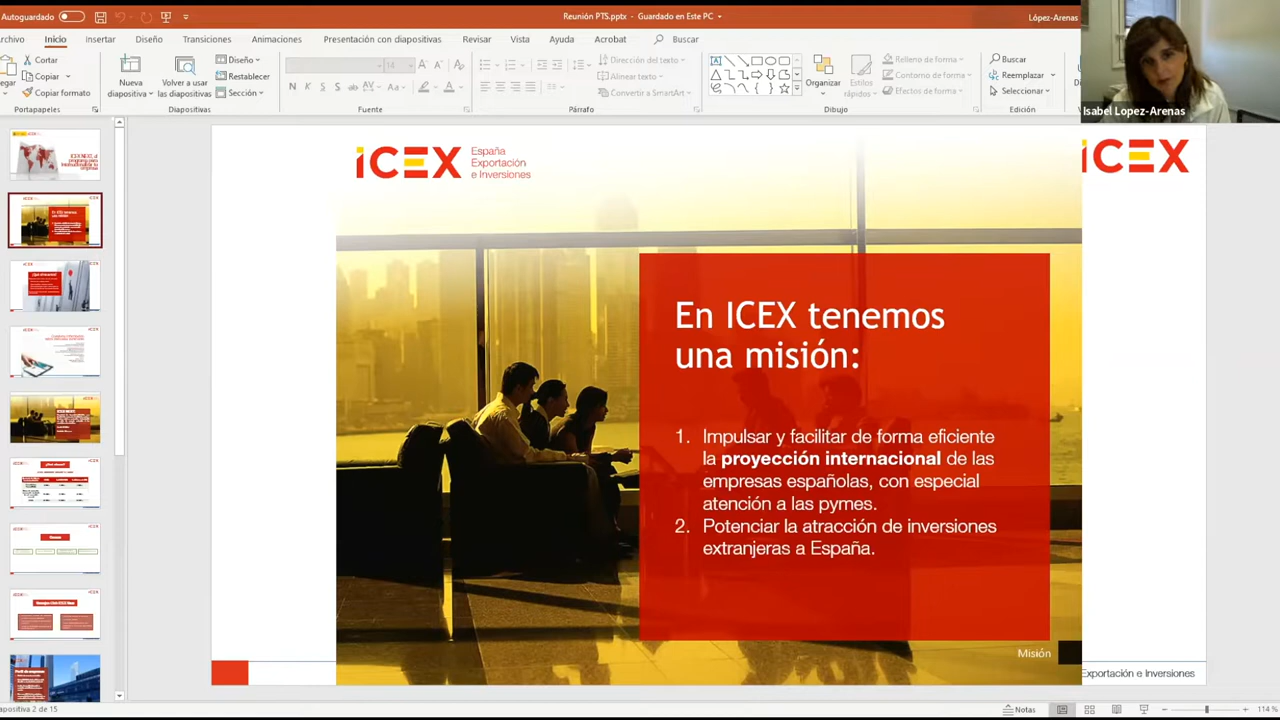 Autoguardado
Reunión PTS.pptx - Guardado en Este PC
López-Arenas
rchivo Inicio Insertar Diseño Transiciones Animaciones Presentación con diapositivas Revisar Vista Ayuda Acrobat Buscar
Cortar
Copiar
Copiar formato
Portapapeles
Nueva
diapositiva
Volver a usar
las diapositivas
Diseño
Restablecer
Sección
Diapositivas
14
N K S
Fuente
Dirección del texto
Alinear texto
Convertir a SmartArt
Párrafo
Organizar
Estilos
rápidos
Relleno de forma
Contorno de forma
Efectos de forma
Dibujo
Buscar
Reemplazar
Seleccionar
Edición
Isabel Lopez-Arenas
iCEX
España
Exportación
e Inversiones
iCEX
En ICEX tenemos
una misión:
1. Impulsar y facilitar de forma eficiente
la proyección internacional de las
empresas españolas, con especial
atención a las pymes.
2. Potenciar la atracción de inversiones
extranjeras a España.
Misión
Exportación e Inversiones
apositiva 2 de 15
Notas
114 %